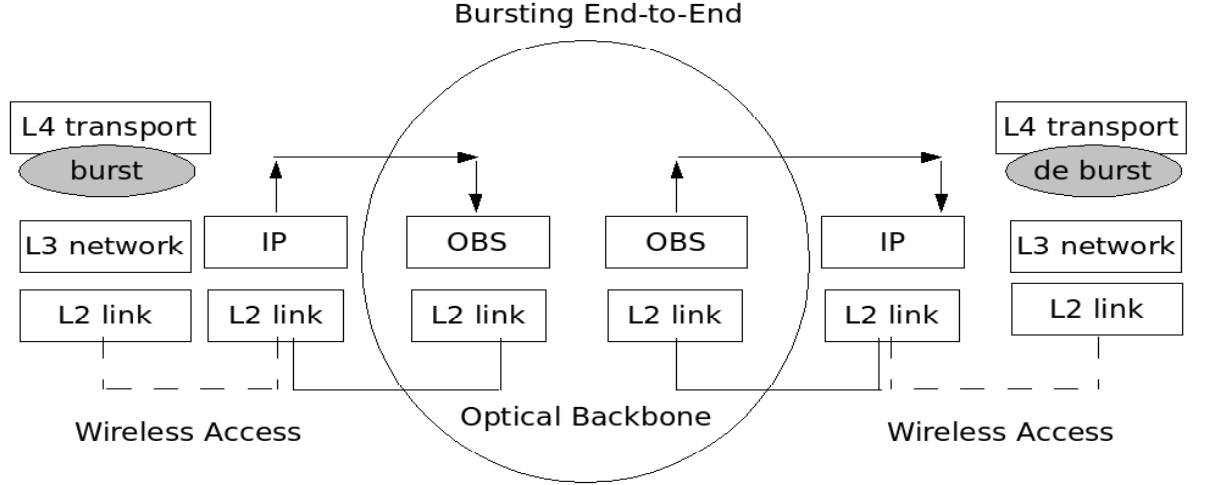 Bursting End-to-End
L4 transport
burst
L4 transport
de burst
L3 network
IP
OBS
OBS
IP
L3 network
L2 link
L2 link
L2 link
L2 link
L2 link
L2 link
Wireless Access
Optical Backbone
Wireless Access